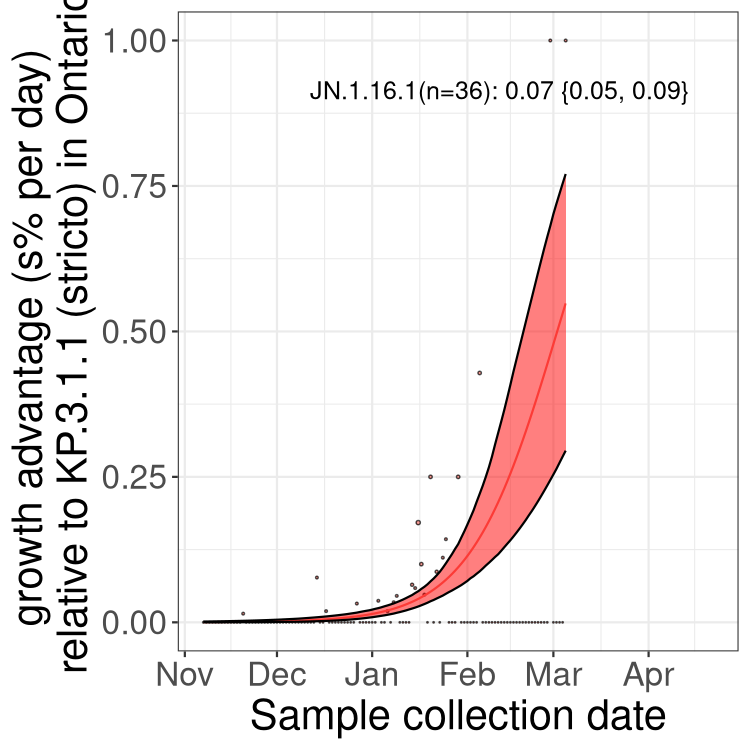 growth advantage (s% per day)
relative to KP.3.1.1 (stricto) in Ontario
1.00
JN.1.16.1(n=36): 0.07 {0.05, 0.09}
0.75
0.50
0.25
0.00
Nov Dec Jan Feb Mar Apr
Sample collection date